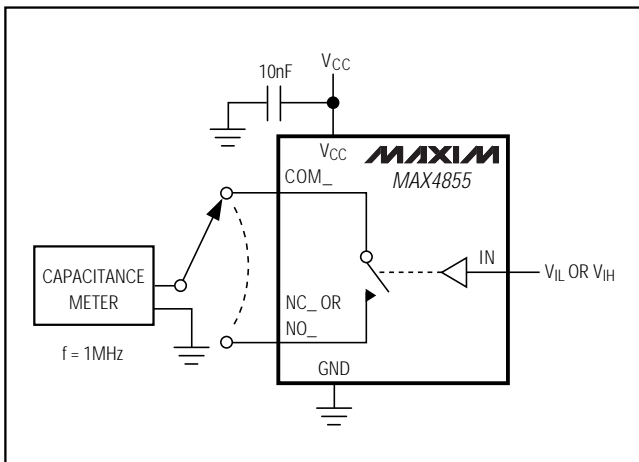 VCC
10nF
VCC
MAXIM
MAX4855
COM_
IN
VIL OR VIH
CAPACITANCE
METER
NC_ OR
NO_
f = 1MHz
GND